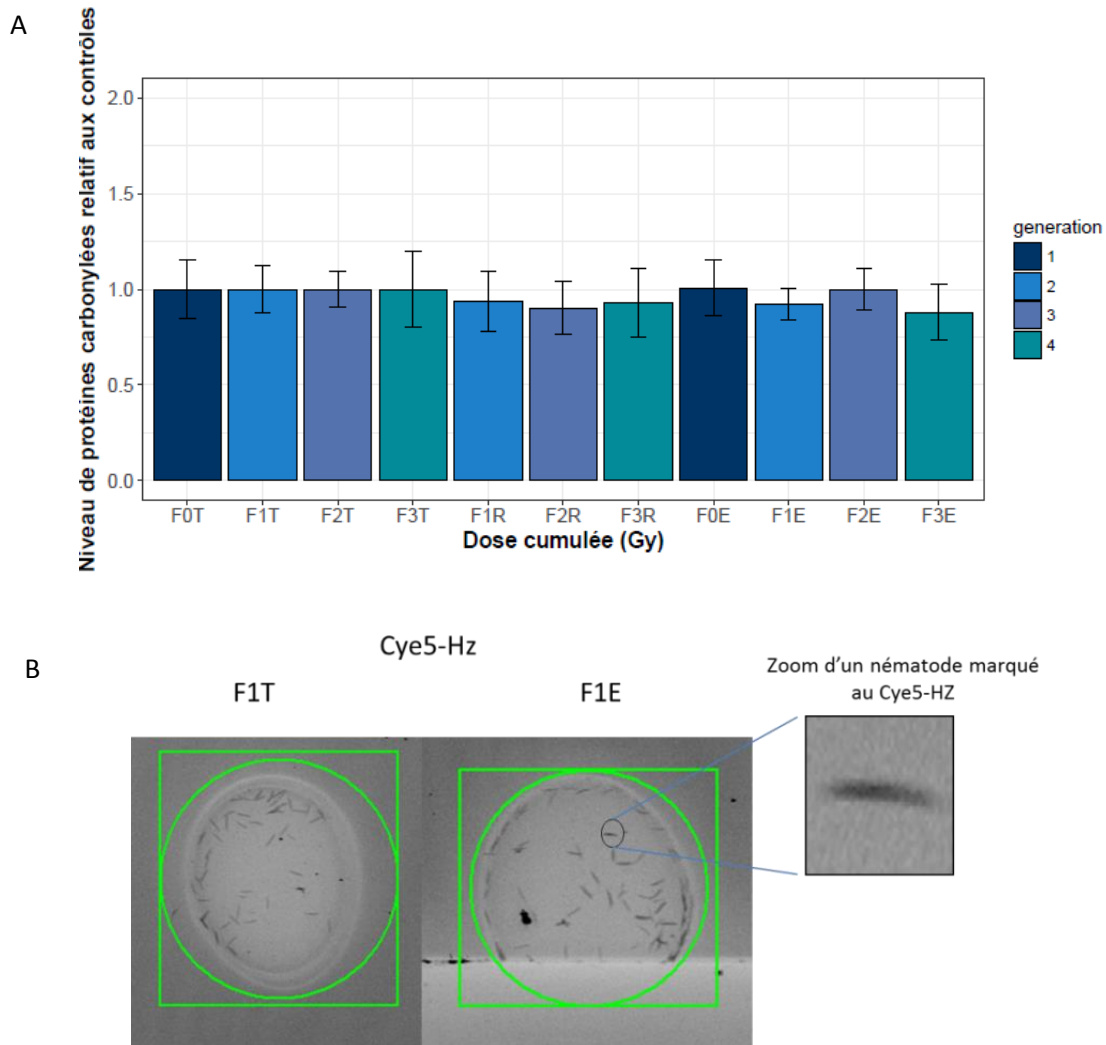 A
Niveau de protéines carbonylées relatif aux contrôles
2.0
1.5
1.0
0.5
0.0
F0T F1T F2T F3T F1R F2R F3R F0E F1E F2E F3E
Dose cumulée (Gy)
generation
1
2
3
4
B
Cye5-Hz
F1T F1E
Zoom d'un nématode marqué
au Cye5-HZ